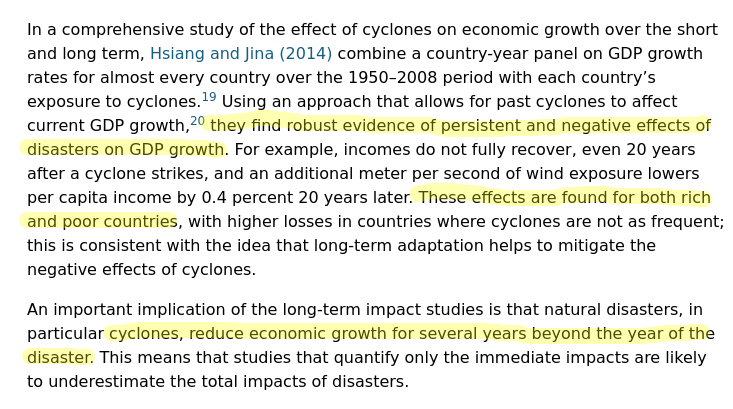 In a comprehensive study of the effect of cyclones on economic growth over the short
and long term, Hsiang and Jina (2014) combine a country-year panel on GDP growth
rates for almost every country over the 1950–2008 period with each country’s
exposure to cyclones.19 Using an approach that allows for past cyclones to affect
current GDP growth,20 they find robust evidence of persistent and negative effects of
disasters on GDP growth. For example, incomes do not fully recover, even 20 years
after a cyclone strikes, and an additional meter per second of wind exposure lowers
per capita income by 0.4 percent 20 years later. These effects are found for both rich
and poor countries, with higher losses in countries where cyclones are not as frequent;
this is consistent with the idea that long-term adaptation helps to mitigate the
negative effects of cyclones.
An important implication of the long-term impact studies is that natural disasters, in
particular cyclones, reduce economic growth for several years beyond the year of the
disaster. This means that studies that quantify only the immediate impacts are likely
to underestimate the total impacts of disasters.